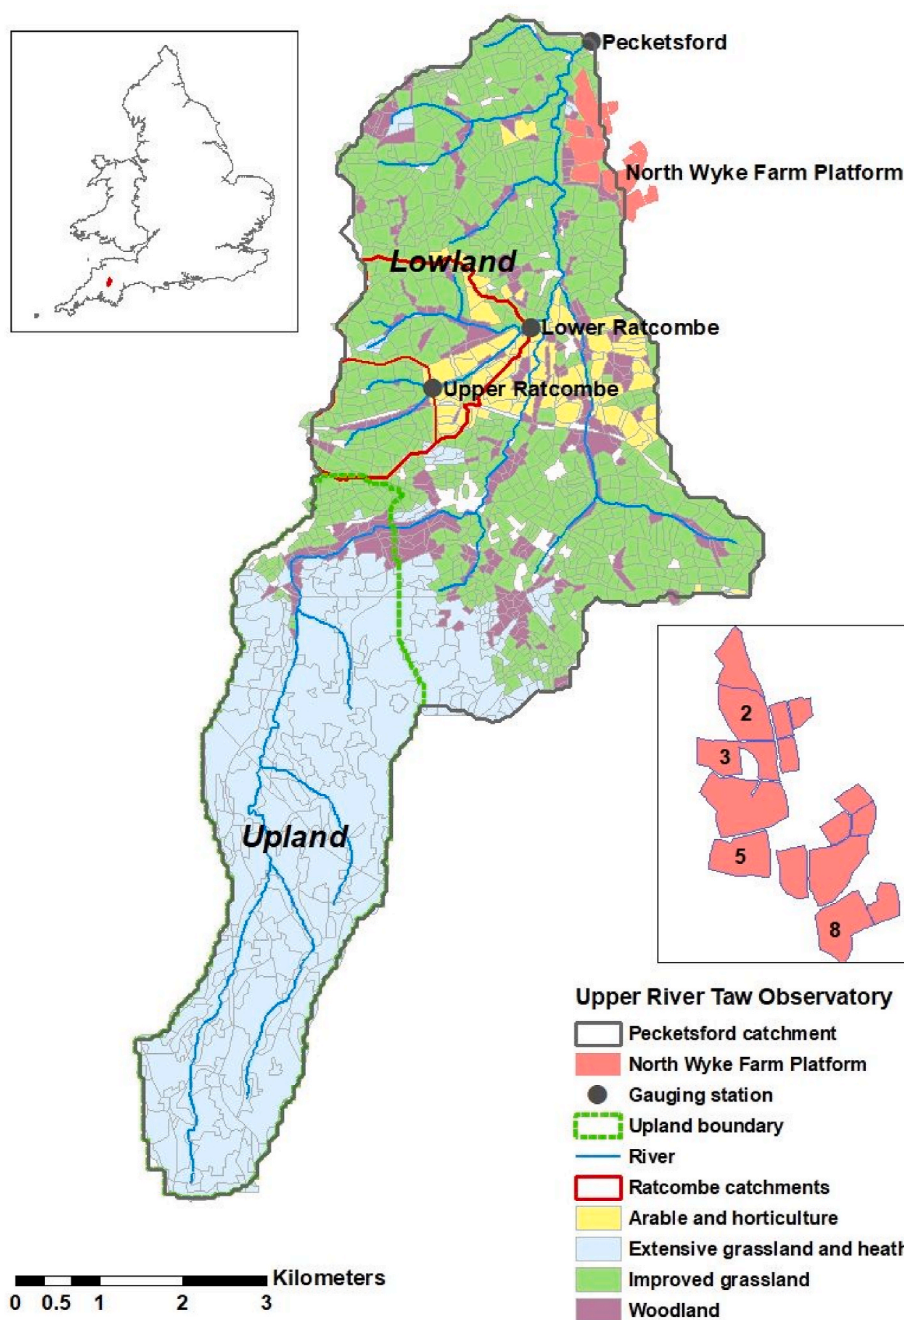 Pecketsford
North Wyke Farm Platform
Lowland
Lower Ratcombe
Upper Ratcombe
2
3
5
8
Upland
Upper River Taw Observatory
Pecketsford catchment
North Wyke Farm Platform
Gauging station
Upland boundary
River
Ratcombe catchments
Arable and horticulture
Extensive grassland and heath
Improved grassland
Woodland
Kilometers
0 0.5 1 2 3